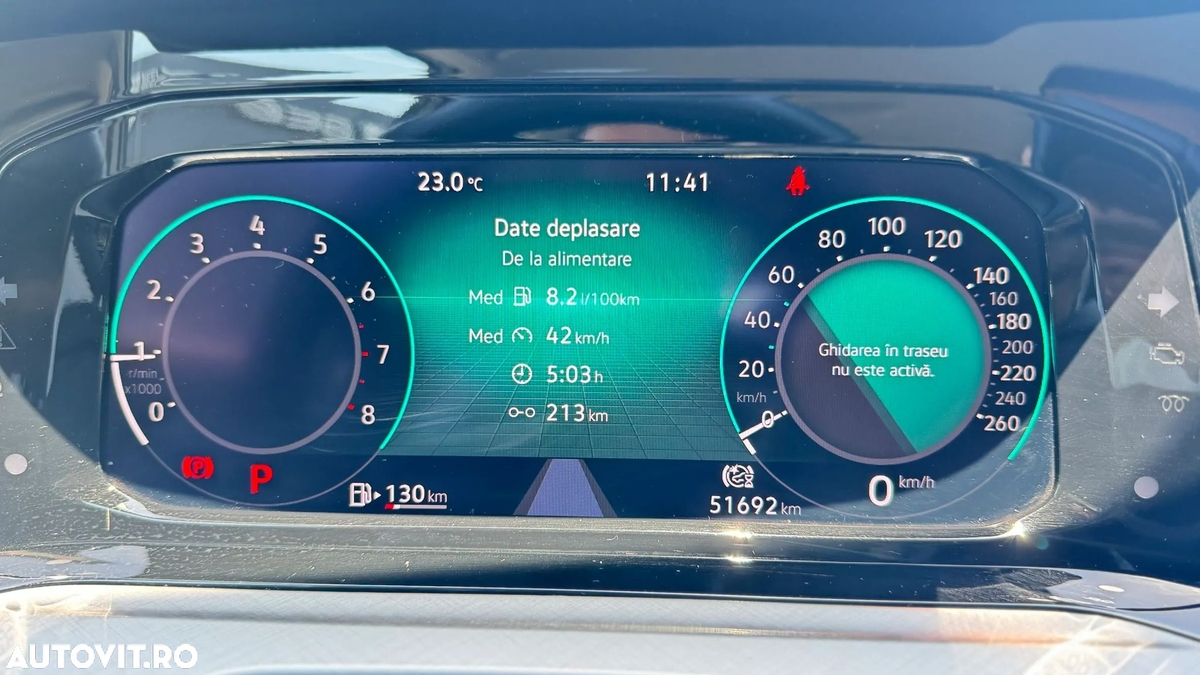 23.0 °C
11:41
Date deplasare
De la alimentare
Med 8.2 l/100km
Med 42 km/h
5:03 h
213 km
0
1
2
3
4
5
6
7
8
r/min
x1000
P
P
130 km
0
20
40
60
80
100
120
140
160
180
200
220
240
260
km/h
Ghidarea în traseu
nu este activă.
0 km/h
51692 km
AUTOVIT.RO